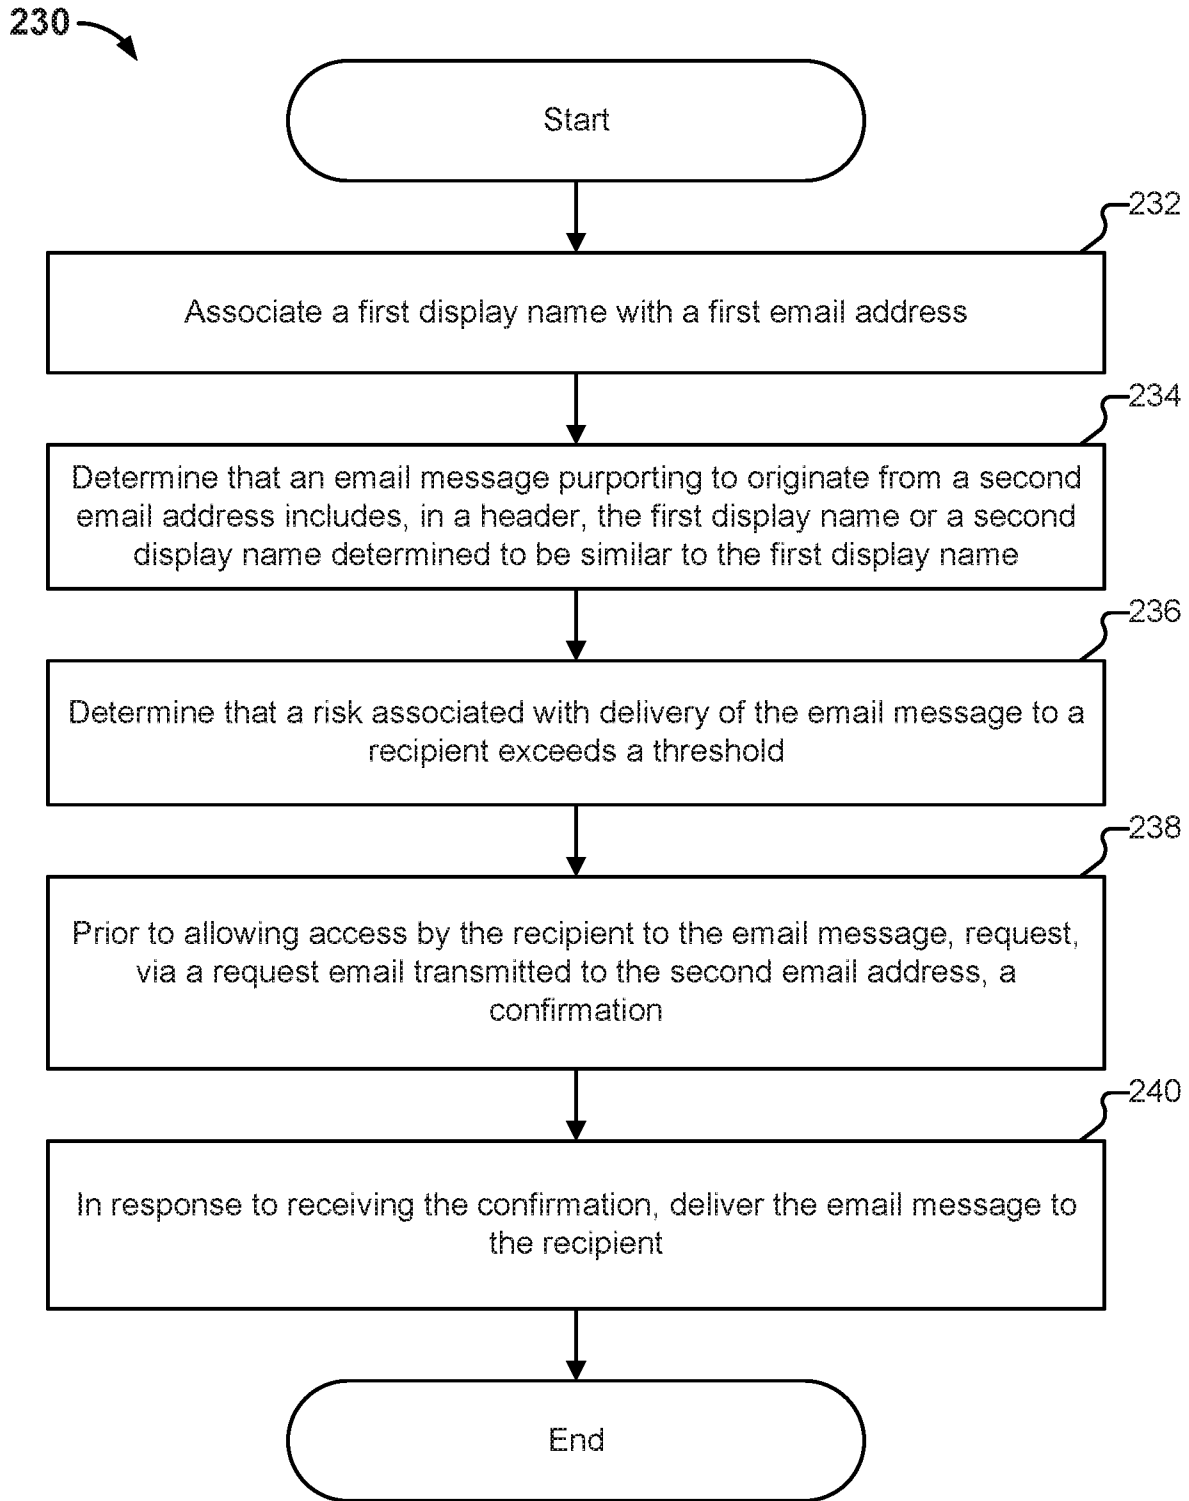 230
Start
232
Associate a first display name with a first email address
234
Determine that an email message purporting to originate from a second
email address includes, in a header, the first display name or a second
display name determined to be similar to the first display name
236
Determine that a risk associated with delivery of the email message to a
recipient exceeds a threshold
238
Prior to allowing access by the recipient to the email message, request,
via a request email transmitted to the second email address, a
confirmation
240
In response to receiving the confirmation, deliver the email message to
the recipient
End